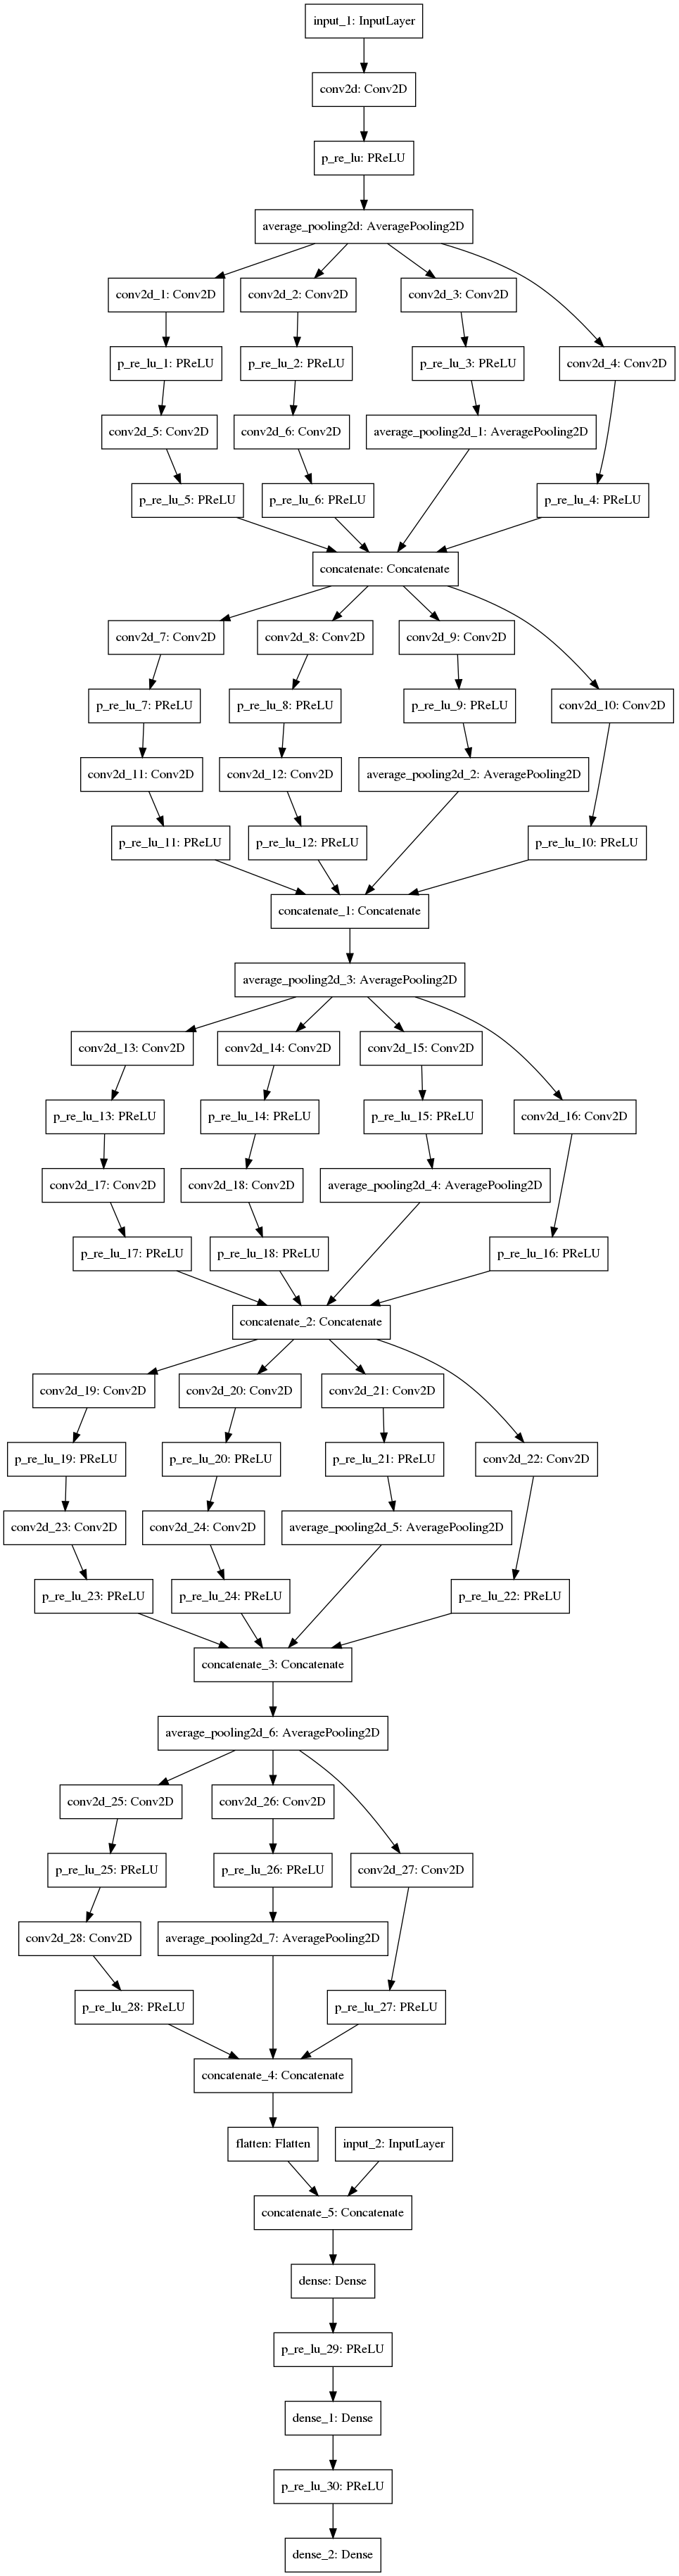 input_1: InputLayer
conv2d: Conv2D
p_re_lu: PReLU
average_pooling2d: AveragePooling2D
conv2d_1: Conv2D
conv2d_2: Conv2D
conv2d_3: Conv2D
p_re_lu_1: PReLU
p_re_lu_2: PReLU
p_re_lu_3: PReLU
conv2d_4: Conv2D
conv2d_5: Conv2D
conv2d_6: Conv2D
average_pooling2d_1: AveragePooling2D
p_re_lu_5: PReLU
p_re_lu_6: PReLU
p_re_lu_4: PReLU
concatenate: Concatenate
conv2d_7: Conv2D
conv2d_8: Conv2D
conv2d_9: Conv2D
p_re_lu_7: PReLU
p_re_lu_8: PReLU
p_re_lu_9: PReLU
conv2d_10: Conv2D
conv2d_11: Conv2D
conv2d_12: Conv2D
average_pooling2d_2: AveragePooling2D
p_re_lu_11: PReLU
p_re_lu_12: PReLU
p_re_lu_10: PReLU
concatenate_1: Concatenate
average_pooling2d_3: AveragePooling2D
conv2d_13: Conv2D
conv2d_14: Conv2D
conv2d_15: Conv2D
p_re_lu_13: PReLU
p_re_lu_14: PReLU
p_re_lu_15: PReLU
conv2d_16: Conv2D
conv2d_17: Conv2D
conv2d_18: Conv2D
average_pooling2d_4: AveragePooling2D
p_re_lu_17: PReLU
p_re_lu_18: PReLU
p_re_lu_16: PReLU
concatenate_2: Concatenate
conv2d_19: Conv2D
conv2d_20: Conv2D
conv2d_21: Conv2D
p_re_lu_19: PReLU
p_re_lu_20: PReLU
p_re_lu_21: PReLU
conv2d_22: Conv2D
conv2d_23: Conv2D
conv2d_24: Conv2D
average_pooling2d_5: AveragePooling2D
p_re_lu_23: PReLU
p_re_lu_24: PReLU
p_re_lu_22: PReLU
concatenate_3: Concatenate
average_pooling2d_6: AveragePooling2D
conv2d_25: Conv2D
conv2d_26: Conv2D
p_re_lu_25: PReLU
p_re_lu_26: PReLU
conv2d_27: Conv2D
conv2d_28: Conv2D
average_pooling2d_7: AveragePooling2D
p_re_lu_28: PReLU
p_re_lu_27: PReLU
concatenate_4: Concatenate
flatten: Flatten
input_2: InputLayer
concatenate_5: Concatenate
dense: Dense
p_re_lu_29: PReLU
dense_1: Dense
p_re_lu_30: PReLU
dense_2: Dense